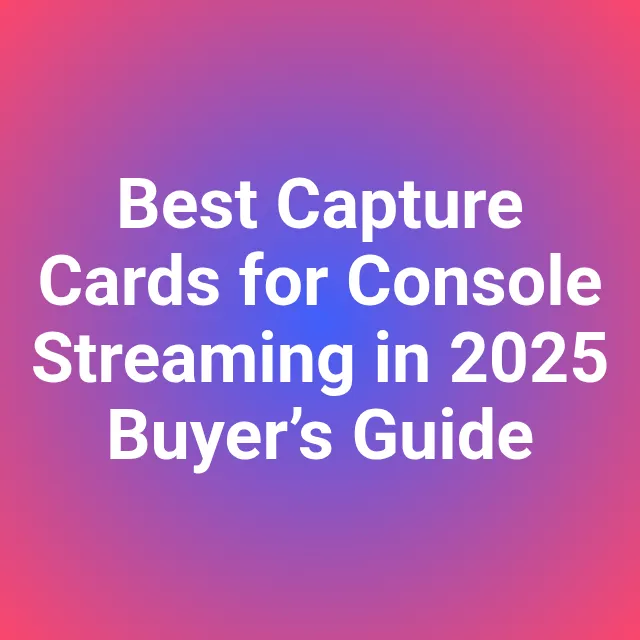 Best Capture
Cards for Console
Streaming in 2025
Buyer’s Guide